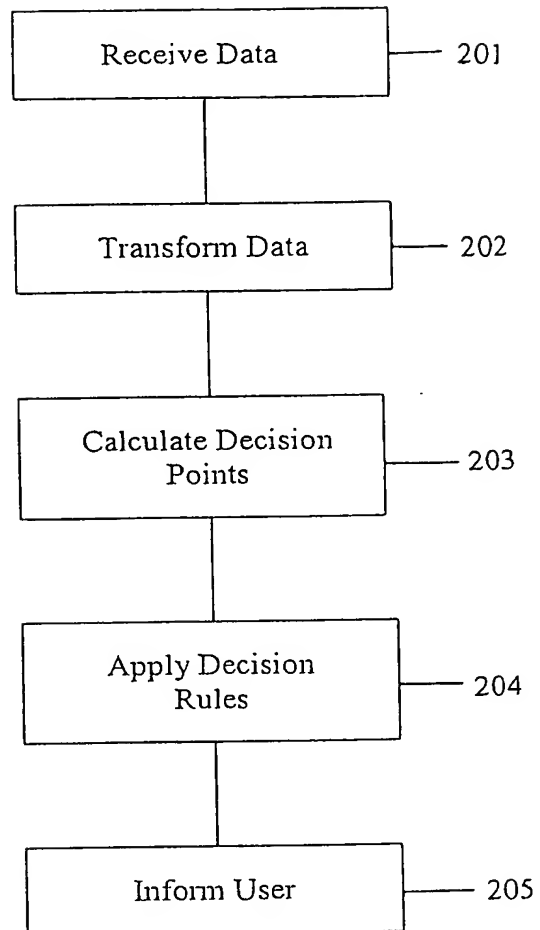 Receive Data 201
Transform Data 202
Calculate Decision
Points 203
Apply Decision
Rules 204
Inform User 205